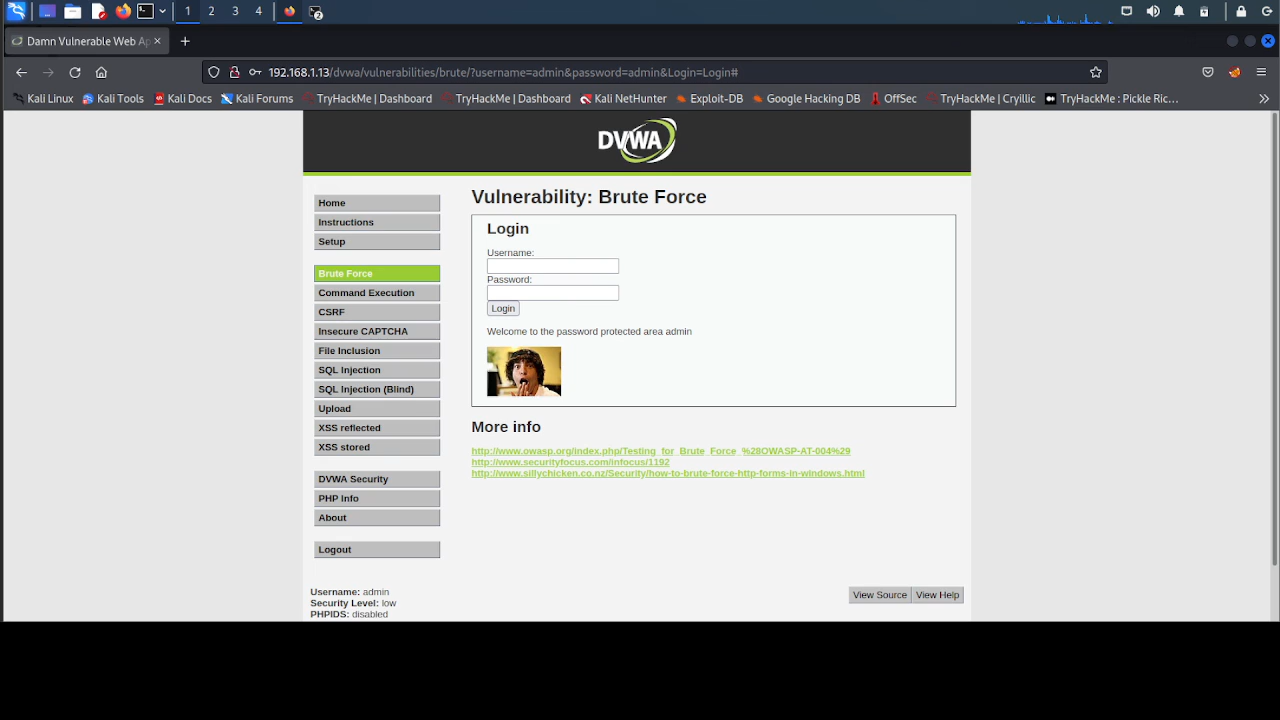 1 2 3 4 2
Damn Vulnerable Web Ap
192.168.1.13/dvwa/vulnerabilities/brute/?username=admin&password=admin&Login=Login#
Kali Linux Kali Tools Kali Docs Kali Forums TryHackMe | Dashboard TryHackMe | Dashboard Kali NetHunter Exploit-DB Google Hacking DB OffSec TryHackMe | Cryillic TryHackMe : Pickle Ric...
DVWA
Home
Instructions
Setup
Brute Force
Command Execution
CSRF
Insecure CAPTCHA
File Inclusion
SQL Injection
SQL Injection (Blind)
Upload
XSS reflected
XSS stored
DVWA Security
PHP Info
About
Logout
Vulnerability: Brute Force
Login
Username:
Password:
Login
Welcome to the password protected area admin
More info
http://www.owasp.org/index.php/Testing_for_Brute_Force_%28OWASP-AT-004%29
http://www.securityfocus.com/infocus/1192
http://www.sillychicken.co.nz/Security/how-to-brute-force-http-forms-in-windows.html
Username: admin
Security Level: low
PHPIDS: disabled
View Source View Help